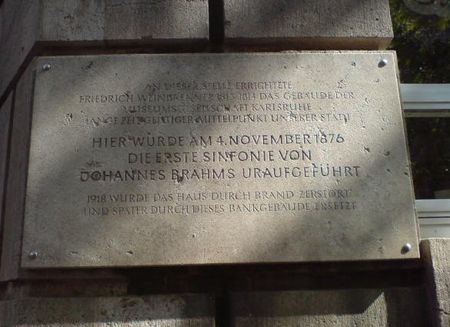 AN DIESER STELLE ERRICHTETE
FRIEDRICH WEINBRENNER 1813-1814 DAS GEBÄUDE DER
MUSEUMSGESELLSCHAFT KARLSRUHE
LANGE ZEIT GEISTIGER MITTELPUNKT UNSERER STADT
HIER WURDE AM 4. NOVEMBER 1876
DIE ERSTE SINFONIE VON
JOHANNES BRAHMS URAUFGEFÜHRT
1918 WURDE DAS HAUS DURCH BRAND ZERSTÖRT
UND SPÄTER DURCH DIESES BANKGEBÄUDE ERSETZT